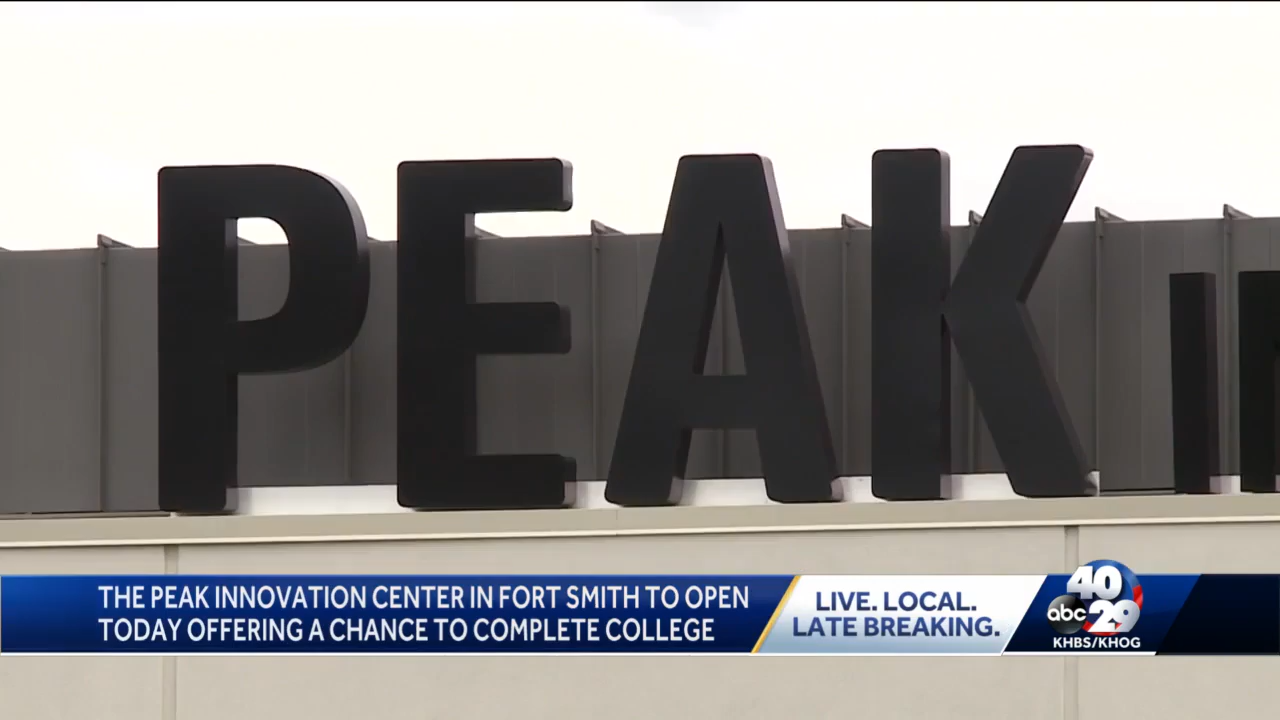 PEAK
THE PEAK INNOVATION CENTER IN FORT SMITH TO OPEN
TODAY OFFERING A CHANCE TO COMPLETE COLLEGE
LIVE. LOCAL.
LATE BREAKING.
40
abc 29
KHBS/KHOG